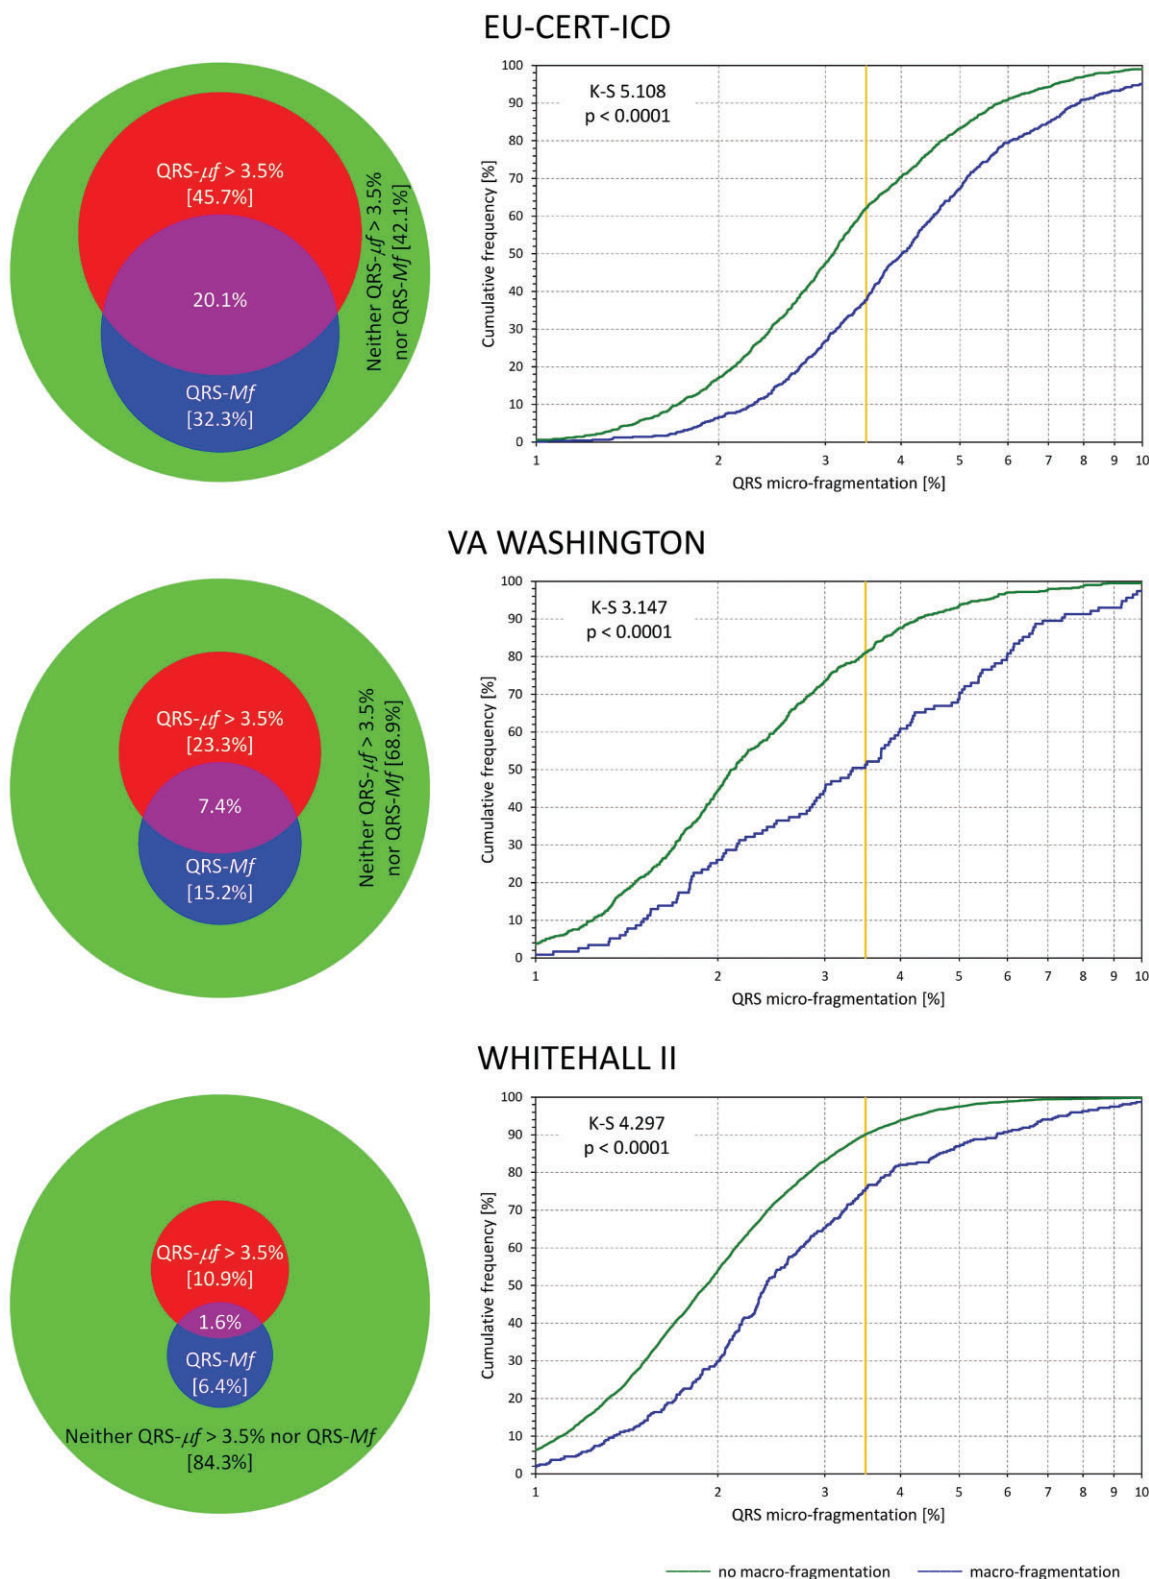 EU-CERT-ICD
QRS-μf > 3.5%
[45.7%]
20.1%
QRS-Mf
[32.3%]
Neither QRS-μf > 3.5%
nor QRS-Mf [42.1%]
K-S 5.108
p < 0.0001
Cumulative frequency [%]
100
90
80
70
60
50
40
30
20
10
0
1 2 3 4 5 6 7 8 9 10
QRS micro-fragmentation [%]
VA WASHINGTON
QRS-μf > 3.5%
[23.3%]
7.4%
QRS-Mf
[15.2%]
Neither QRS-μf > 3.5%
nor QRS-Mf [68.9%]
K-S 3.147
p < 0.0001
Cumulative frequency [%]
100
90
80
70
60
50
40
30
20
10
0
1 2 3 4 5 6 7 8 9 10
QRS micro-fragmentation [%]
WHITEHALL II
QRS-μf > 3.5%
[10.9%]
1.6%
QRS-Mf
[6.4%]
Neither QRS-μf > 3.5% nor QRS-Mf
[84.3%]
K-S 4.297
p < 0.0001
Cumulative frequency [%]
100
90
80
70
60
50
40
30
20
10
0
1 2 3 4 5 6 7 8 9 10
QRS micro-fragmentation [%]
no macro-fragmentation
macro-fragmentation